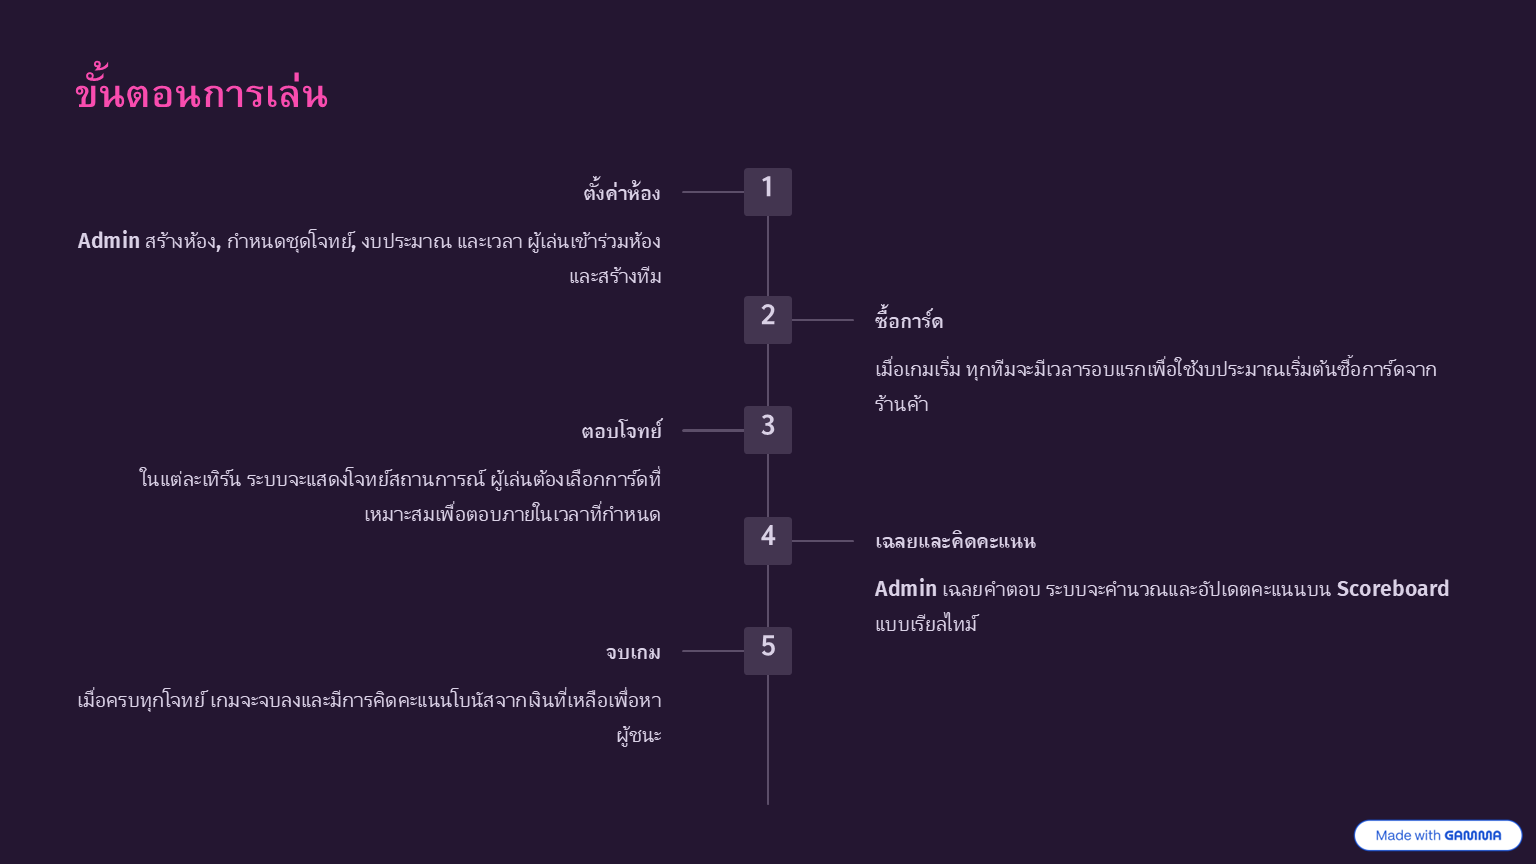 ขั้นตอนการเล่น
1
ตั้งค่าห้อง
Admin สร้างห้อง, กำหนดชุดโจทย์, งบประมาณ และเวลา ผู้เล่นเข้าร่วมห้อง
และสร้างทีม
2
ซื้อการ์ด
เมื่อเกมเริ่ม ทุกทีมจะมีเวลารอบแรกเพื่อใช้งบประมาณเริ่มต้นซื้อการ์ดจาก
ร้านค้า
3
ตอบโจทย์
ในแต่ละเทิร์น ระบบจะแสดงโจทย์สถานการณ์ ผู้เล่นต้องเลือกการ์ดที่
เหมาะสมเพื่อตอบภายในเวลาที่กำหนด
4
เฉลยและคิดคะแนน
Admin เฉลยคำตอบ ระบบจะคำนวณและอัปเดตคะแนนบน Scoreboard
แบบเรียลไทม์
5
จบเกม
เมื่อครบทุกโจทย์ เกมจะจบลงและมีการคิดคะแนนโบนัสจากเงินที่เหลือเพื่อหา
ผู้ชนะ
Made with GAMMA